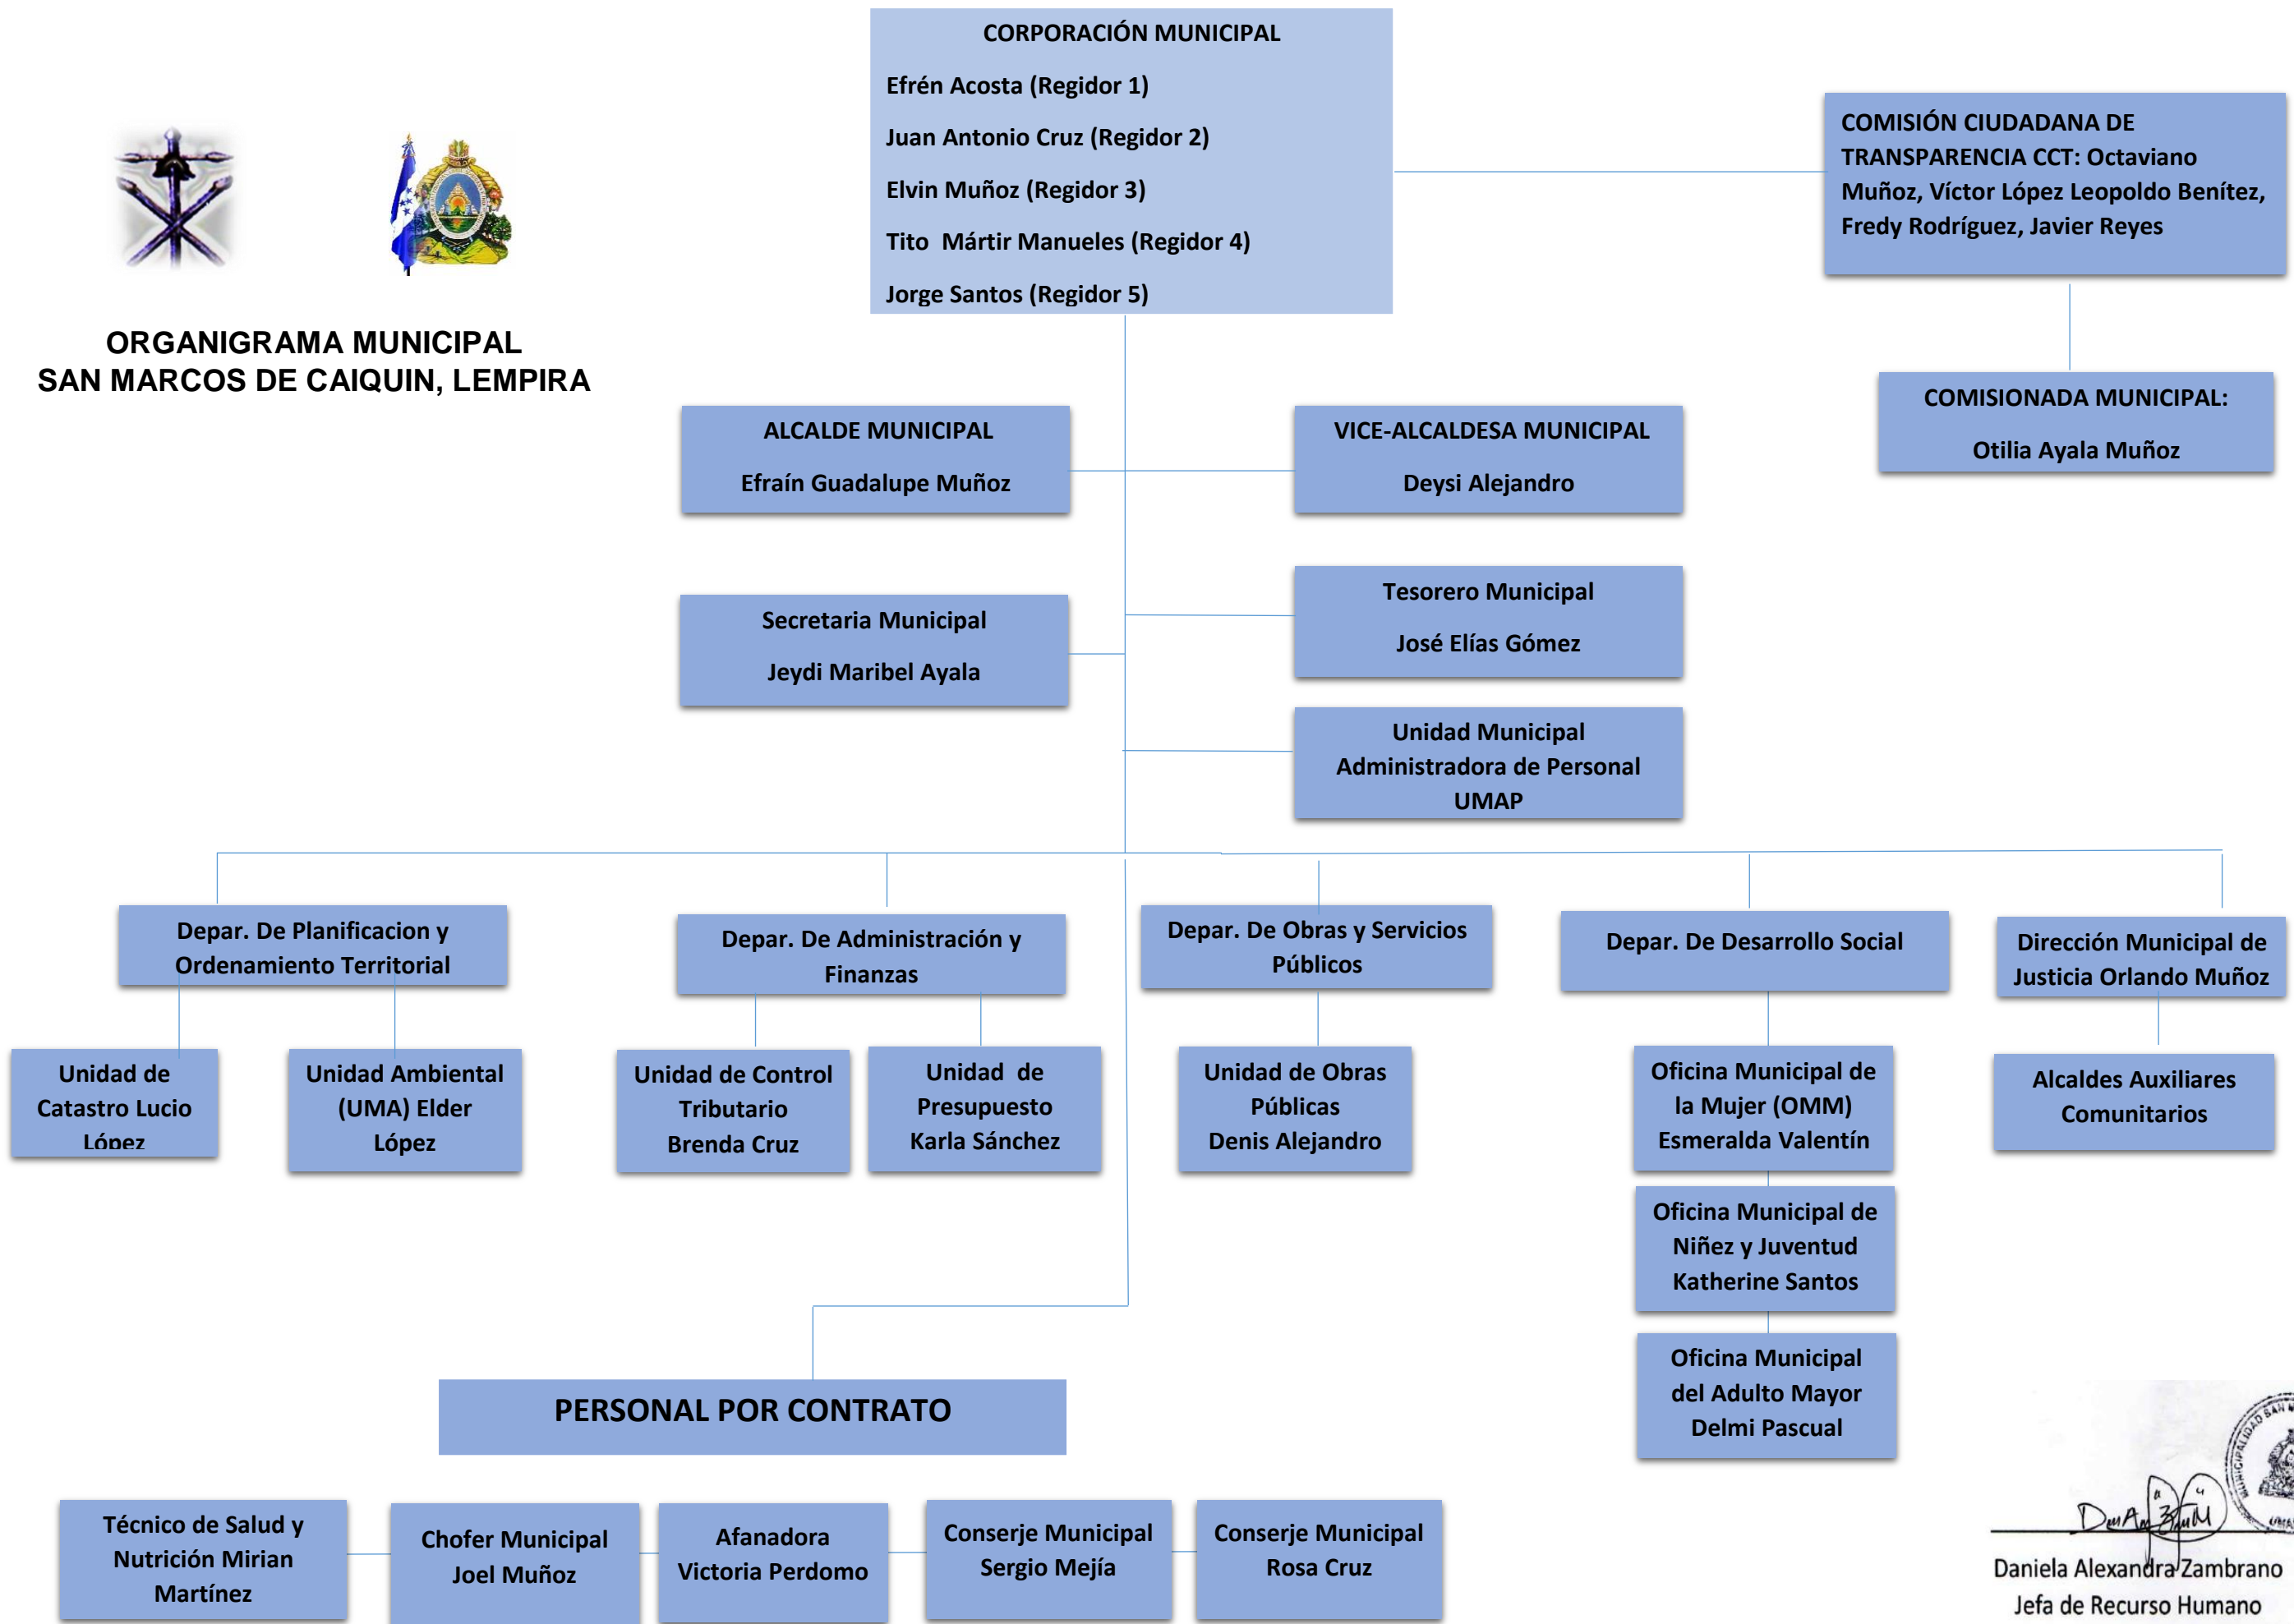 CORPORACIÓN MUNICIPAL
Efrén Acosta (Regidor 1)
Juan Antonio Cruz (Regidor 2)
Elvin Muñoz (Regidor 3)
Tito  Mártir Manueles (Regidor 4)
Jorge Santos (Regidor 5)
COMISIÓN CIUDADANA DE
TRANSPARENCIA CCT: Octaviano
Muñoz, Víctor López Leopoldo Benítez,
Fredy Rodríguez, Javier Reyes
ORGANIGRAMA MUNICIPAL
SAN MARCOS DE CAIQUIN, LEMPIRA
COMISIONADA MUNICIPAL:
Otilia Ayala Muñoz
ALCALDE MUNICIPAL
Efraín Guadalupe Muñoz
VICE-ALCALDESA MUNICIPAL
Deysi Alejandro
Secretaria Municipal
Jeydi Maribel Ayala
Tesorero Municipal
José Elías Gómez
Unidad Municipal
Administradora de Personal
UMAP
Depar. De Planificacion y
Ordenamiento Territorial
Depar. De Administración y
Finanzas
Depar. De Obras y Servicios
Públicos
Depar. De Desarrollo Social
Dirección Municipal de
Justicia Orlando Muñoz
Unidad de
Catastro Lucio
López
Unidad Ambiental
(UMA) Elder
López
Unidad de Control
Tributario
Brenda Cruz
Unidad  de
Presupuesto
Karla Sánchez
Unidad de Obras
Públicas
Denis Alejandro
Oficina Municipal de
la Mujer (OMM)
Esmeralda Valentín
Alcaldes Auxiliares
Comunitarios
Oficina Municipal de
Niñez y Juventud
Katherine Santos
Oficina Municipal
del Adulto Mayor
Delmi Pascual
PERSONAL POR CONTRATO
Técnico de Salud y
Nutrición Mirian
Martínez
Chofer Municipal
Joel Muñoz
Afanadora
Victoria Perdomo
Conserje Municipal
Sergio Mejía
Conserje Municipal
Rosa Cruz
MUNICIPALIDAD SAN
Daniela Alexandra Zambrano
Jefa de Recurso Humano